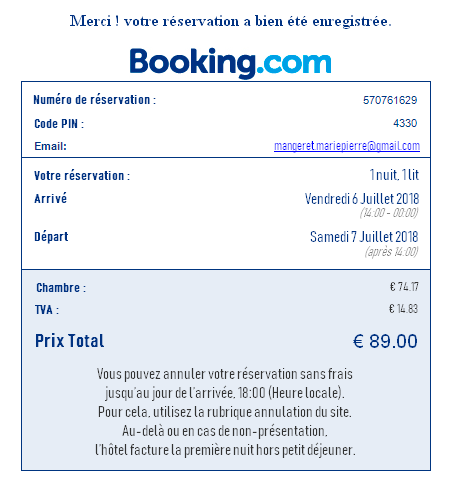 Merci ! votre réservation a bien été enregistrée.
Booking.com
Numéro de réservation : 570761629
Code PIN : 4330
Email: mangeret.mariepierre@gmail.com
Votre réservation : 1 nuit, 1 lit
Arrivé Vendredi 6 Juillet 2018
(14:00 - 00:00)
Départ Samedi 7 Juillet 2018
(après 14:00)
Chambre : € 74.17
TVA : € 14.83
Prix Total € 89.00
Vous pouvez annuler votre réservation sans frais
jusqu'au jour de l'arrivée, 18:00 (Heure locale).
Pour cela, utilisez la rubrique annulation du site.
Au-delà ou en cas de non-présentation,
l'hôtel facture la première nuit hors petit déjeuner.